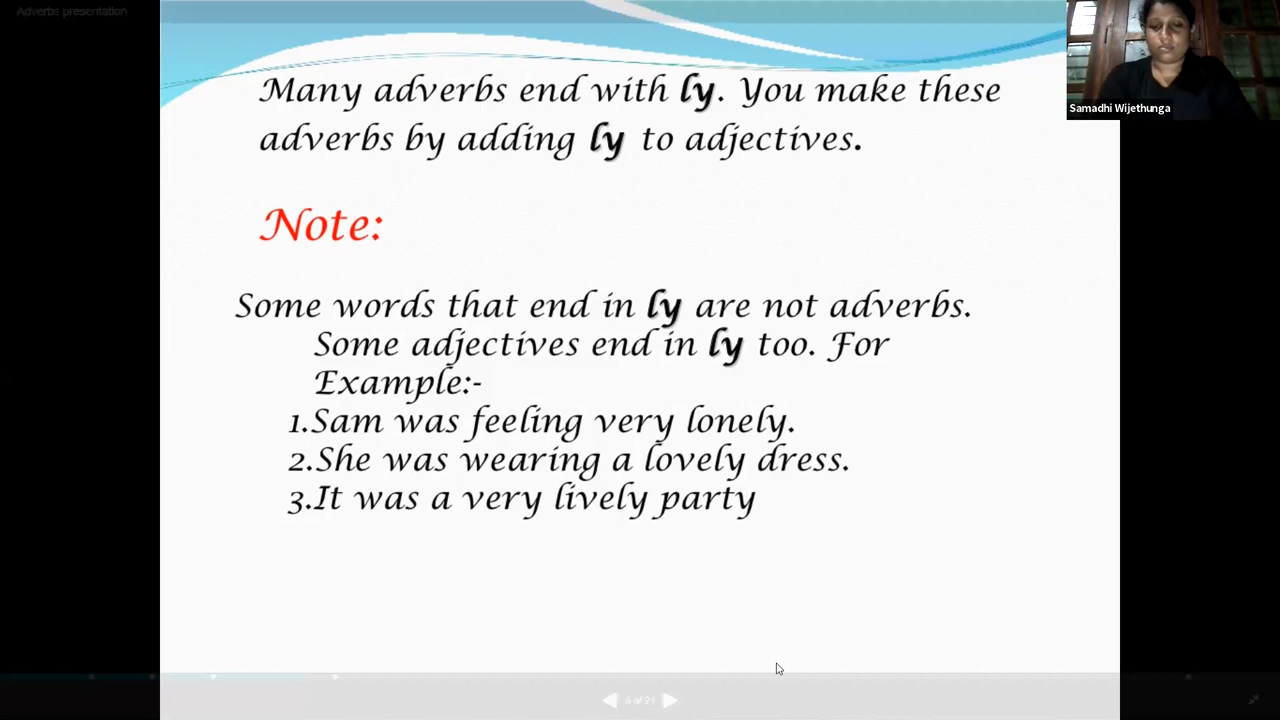 Adverbs presentation
Samadhi Wijethunga
Many adverbs end with ly. You make these
adverbs by adding ly to adjectives.
Note:
Some words that end in ly are not adverbs.
Some adjectives end in ly too. For
Example:-
1.Sam was feeling very lonely.
2.She was wearing a lovely dress.
3.It was a very lively party
of 21